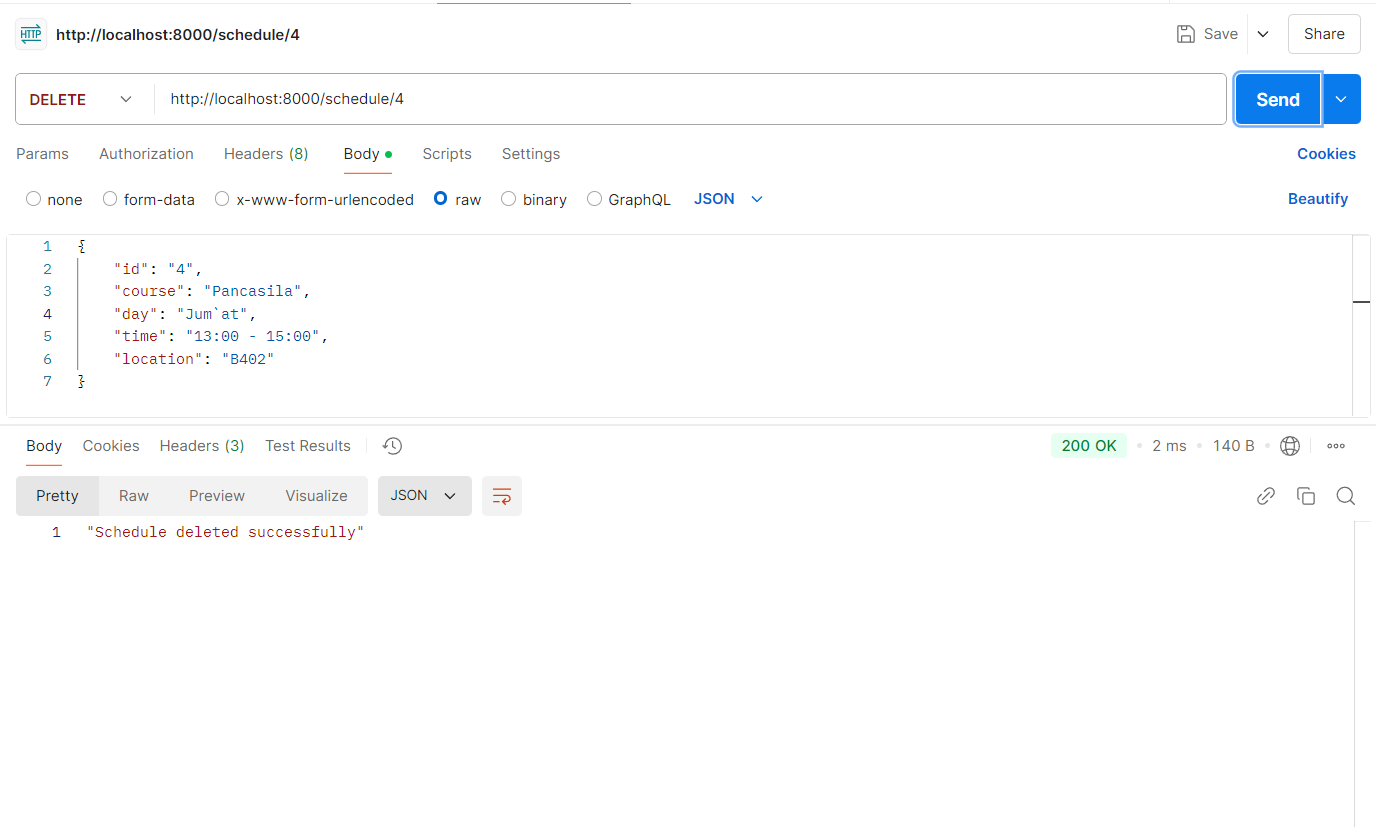 HTTP http://localhost:8000/schedule/4 Save Share
DELETE http://localhost:8000/schedule/4 Send
Params Authorization Headers (8) Body Scripts Settings Cookies
none form-data x-www-form-urlencoded raw binary GraphQL JSON Beautify
1 {
2 "id": "4",
3 "course": "Pancasila",
4 "day": "Jum`at",
5 "time": "13:00 - 15:00",
6 "location": "B402"
7 }
Body Cookies Headers (3) Test Results 200 OK 2 ms 140 B
Pretty Raw Preview Visualize JSON
1 "Schedule deleted successfully"